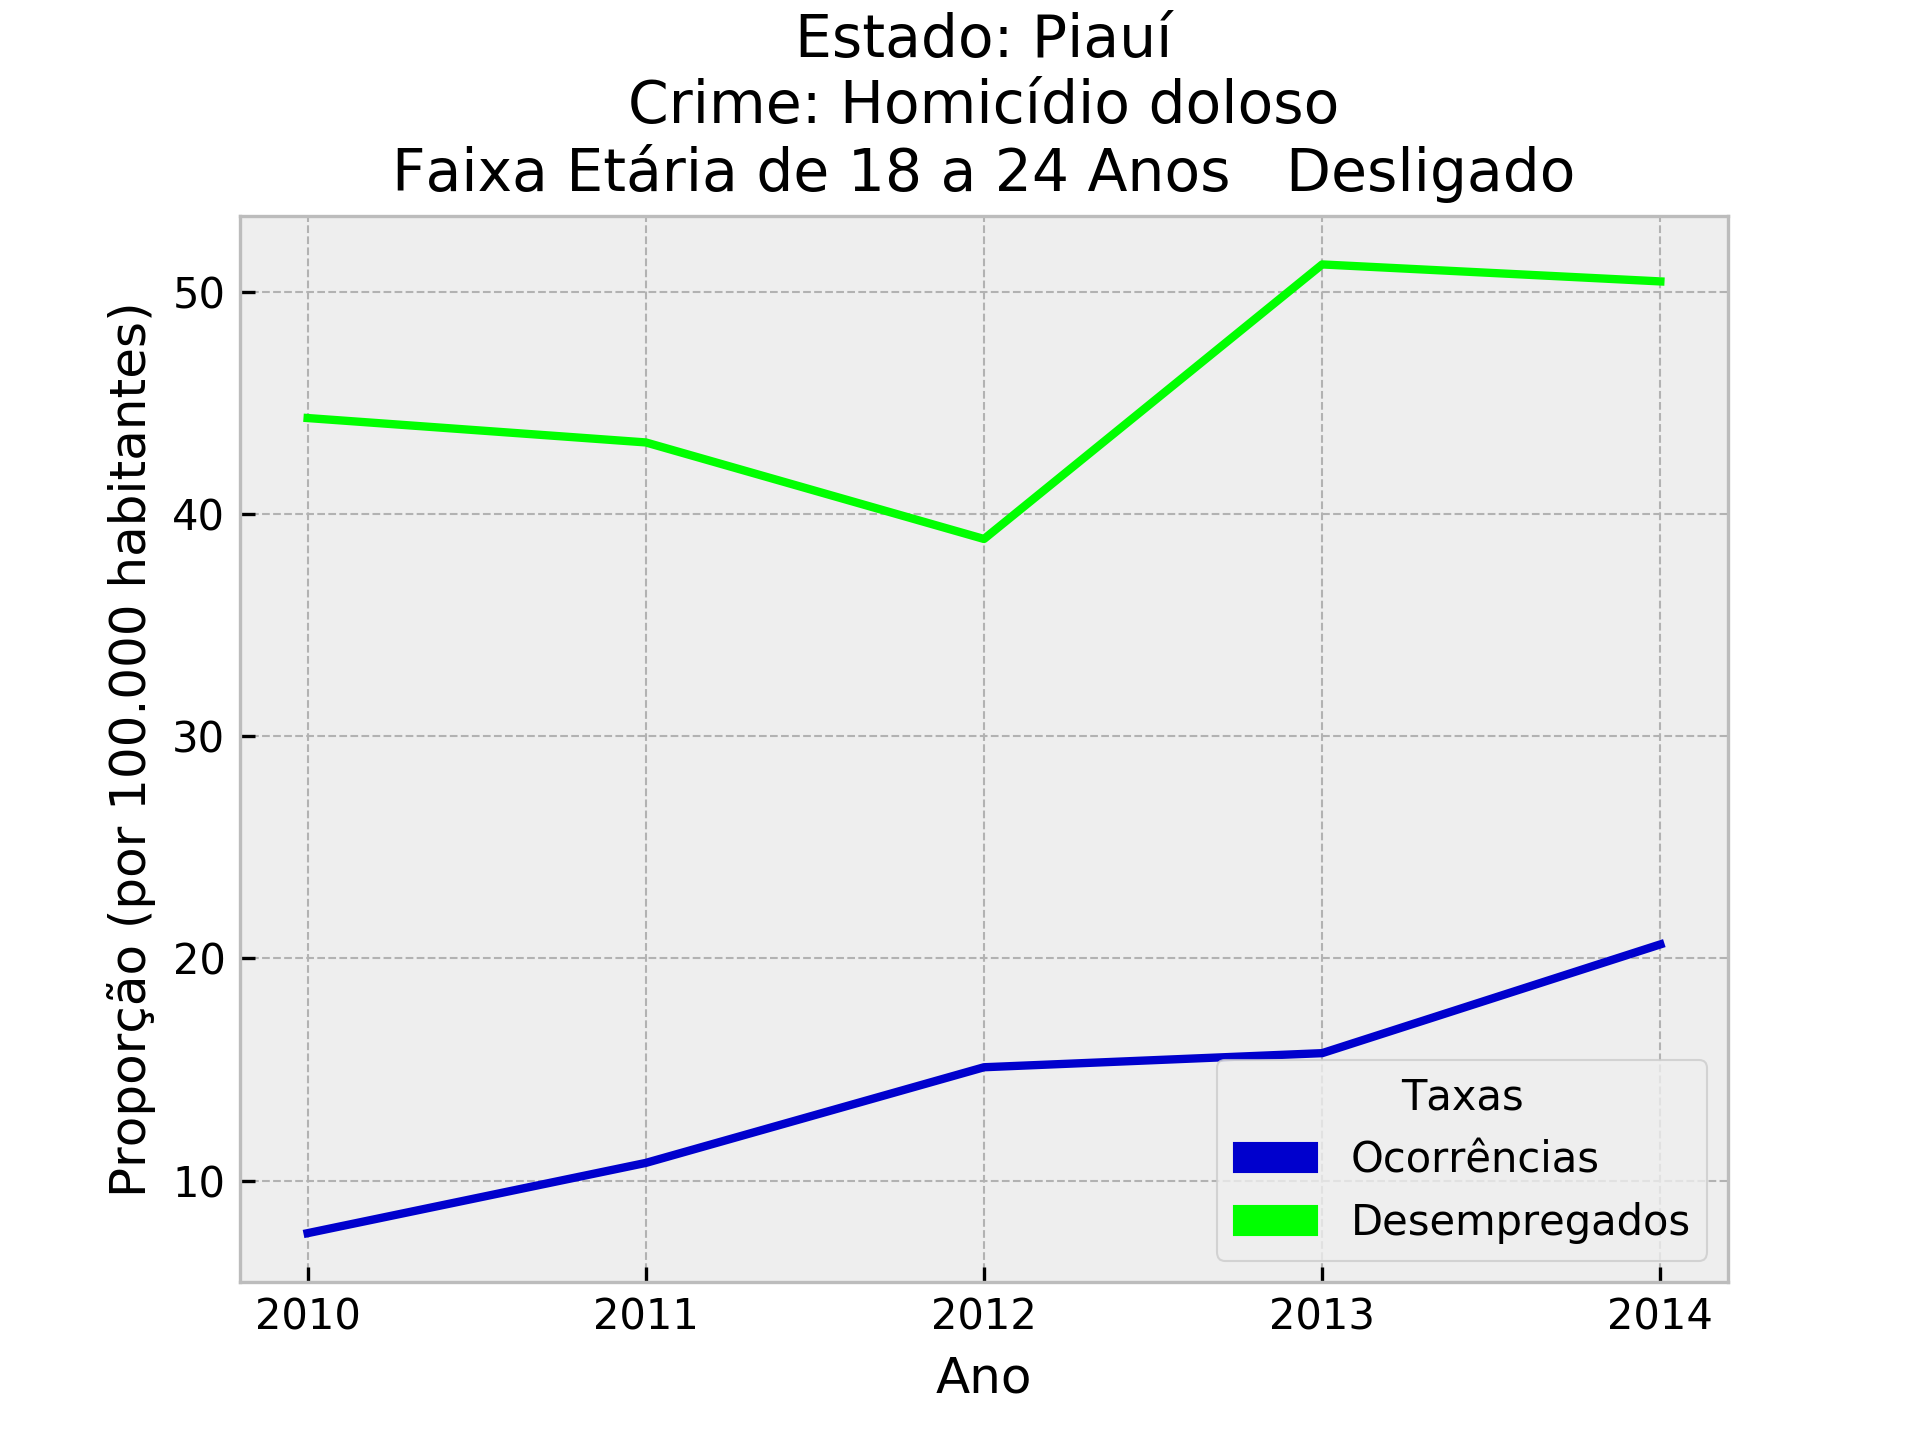 Estado: Piauí
Crime: Homicídio doloso
Faixa Etária de 18 a 24 Anos   Desligado
Proporção (por 100.000 habitantes)
50
40
30
20
10
Taxas
Ocorrências
Desempregados
2010 2011 2012 2013 2014
Ano